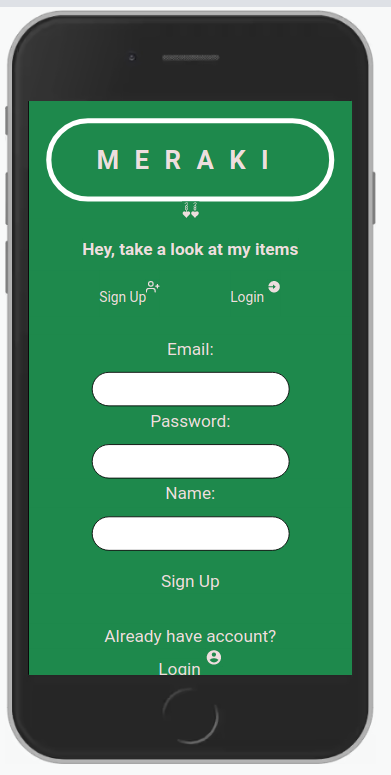 M E R A K I
Hey, take a look at my items
Sign Up Login
Email:
Password:
Name:
Sign Up
Already have account?
Login